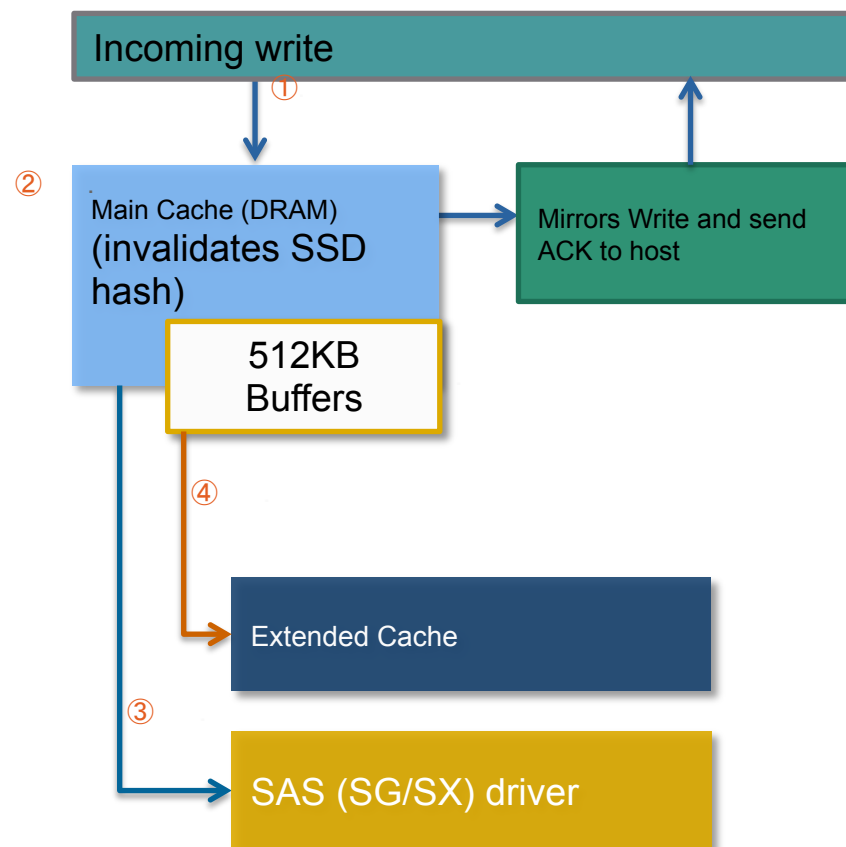 Incoming write
①
②
Main Cache (DRAM)
(invalidates SSD
hash)
Mirrors Write and send
ACK to host
512KB
Buffers
④
Extended Cache
③
SAS (SG/SX) driver